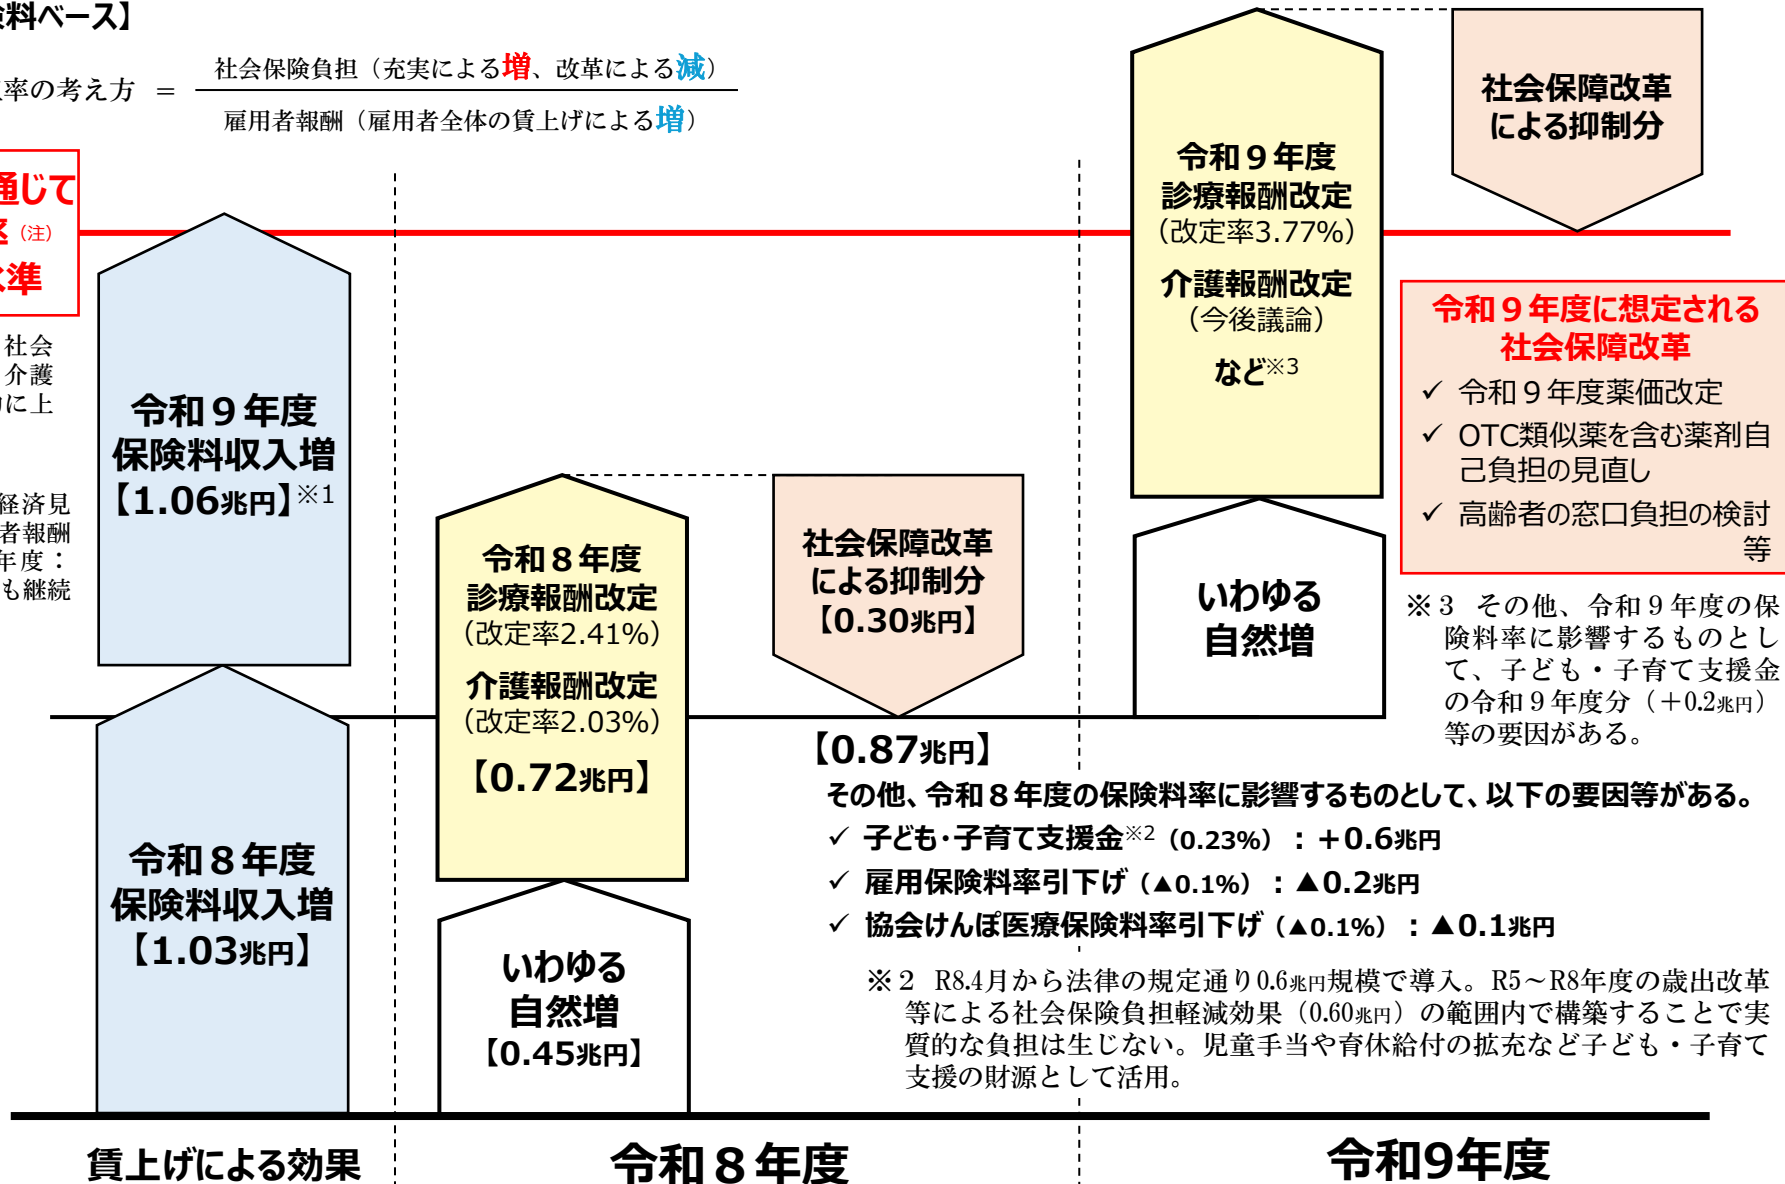 険料ベース】
率の考え方 ＝
社会保険負担（充実による増、改革による減）
雇用者報酬（雇用者全体の賃上げによる増）
通じて
（注）
水準
社会
介護
に上
経済見
者報酬
年度：
も継続
令和９年度
保険料収入増
【1.06兆円】※1
令和８年度
保険料収入増
【1.03兆円】
賃上げによる効果
令和８年度
診療報酬改定
（改定率2.41%）
介護報酬改定
（改定率2.03%）
【0.72兆円】
いわゆる
自然増
【0.45兆円】
社会保障改革
による抑制分
【0.30兆円】
【0.87兆円】
その他、令和８年度の保険料率に影響するものとして、以下の要因等がある。
✓ 子ども・子育て支援金※2（0.23%）：＋0.6兆円
✓ 雇用保険料率引下げ（▲0.1%）：▲0.2兆円
✓ 協会けんぽ医療保険料率引下げ（▲0.1%）：▲0.1兆円
※２ R8.4月から法律の規定通り0.6兆円規模で導入。R5～R8年度の歳出改革
等による社会保険負担軽減効果（0.60兆円）の範囲内で構築することで実
質的な負担は生じない。児童手当や育休給付の拡充など子ども・子育て
支援の財源として活用。
令和８年度
令和９年度
診療報酬改定
（改定率3.77%）
介護報酬改定
（今後議論）
など※3
いわゆる
自然増
社会保障改革
による抑制分
令和９年度に想定される
社会保障改革
✓ 令和９年度薬価改定
✓ OTC類似薬を含む薬剤自
己負担の見直し
✓ 高齢者の窓口負担の検討
等
※３ その他、令和９年度の保
険料率に影響するものとし
て、子ども・子育て支援金
の令和９年度分（＋0.2兆円）
等の要因がある。
令和9年度